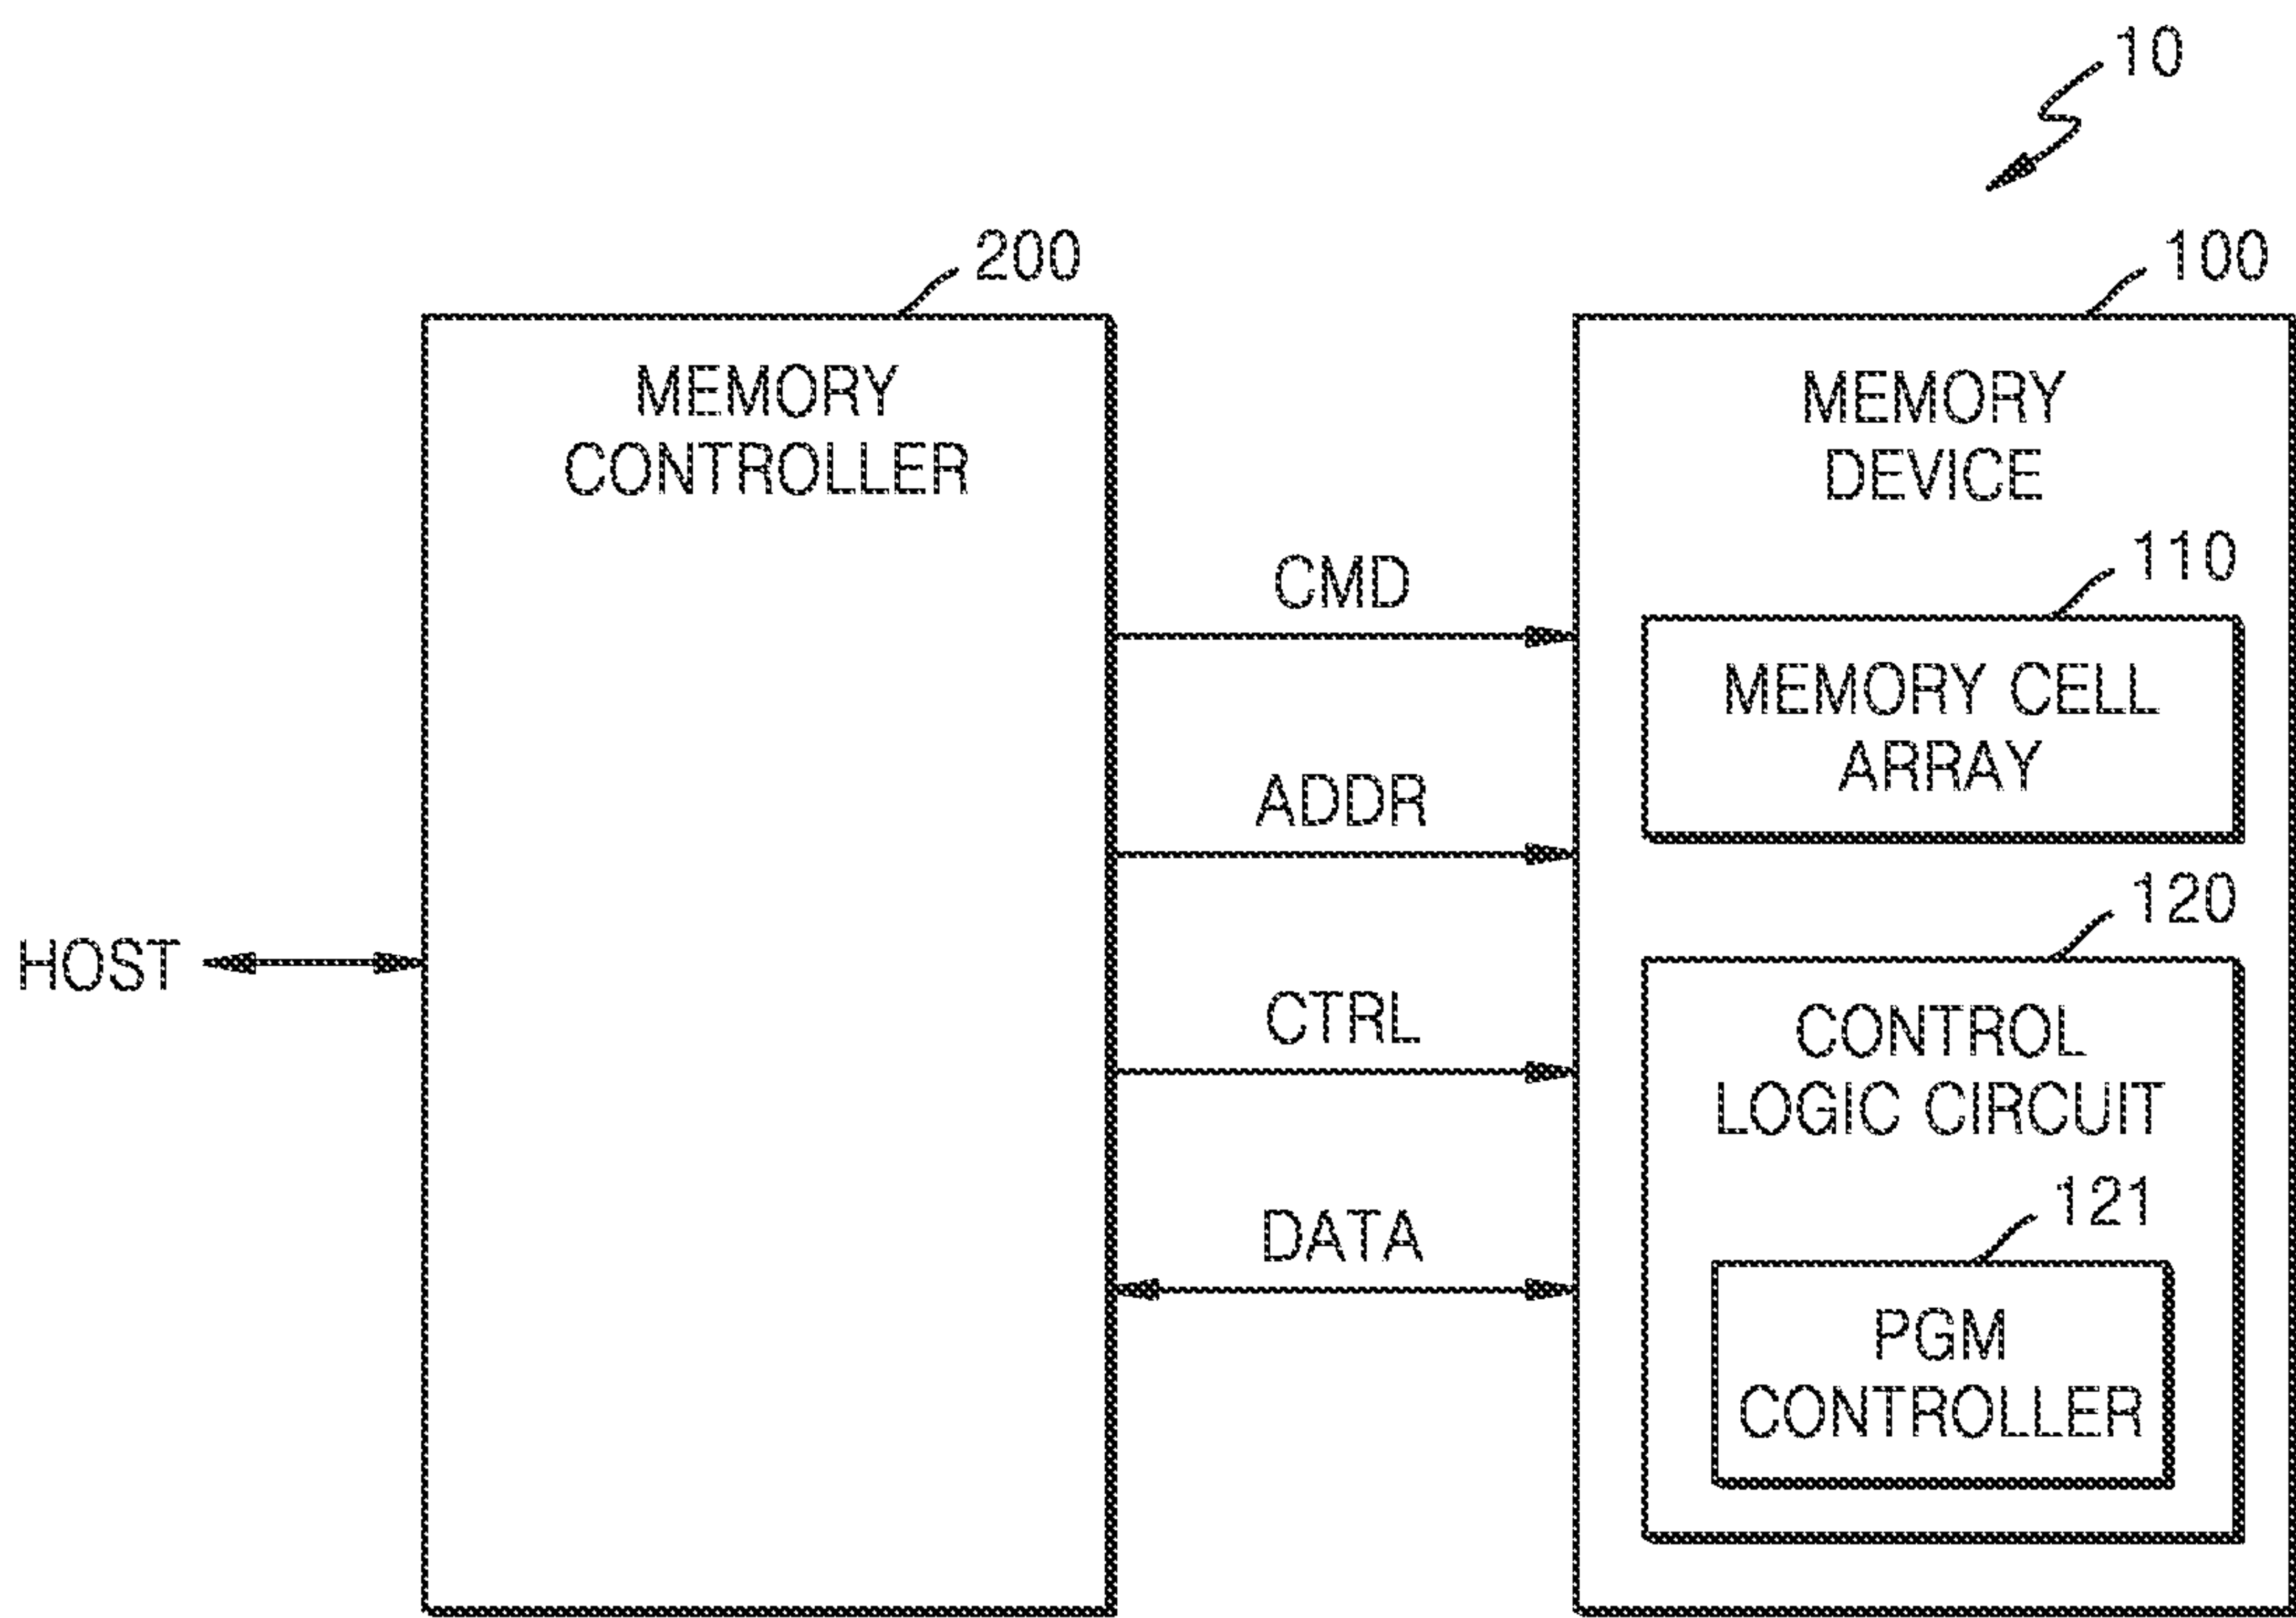 10
200
100
MEMORY
CONTROLLER
MEMORY
DEVICE
CMD
110
MEMORY CELL
ARRAY
ADDR
120
HOST
CTRL
CONTROL
LOGIC CIRCUIT
121
DATA
PGM
CONTROLLER